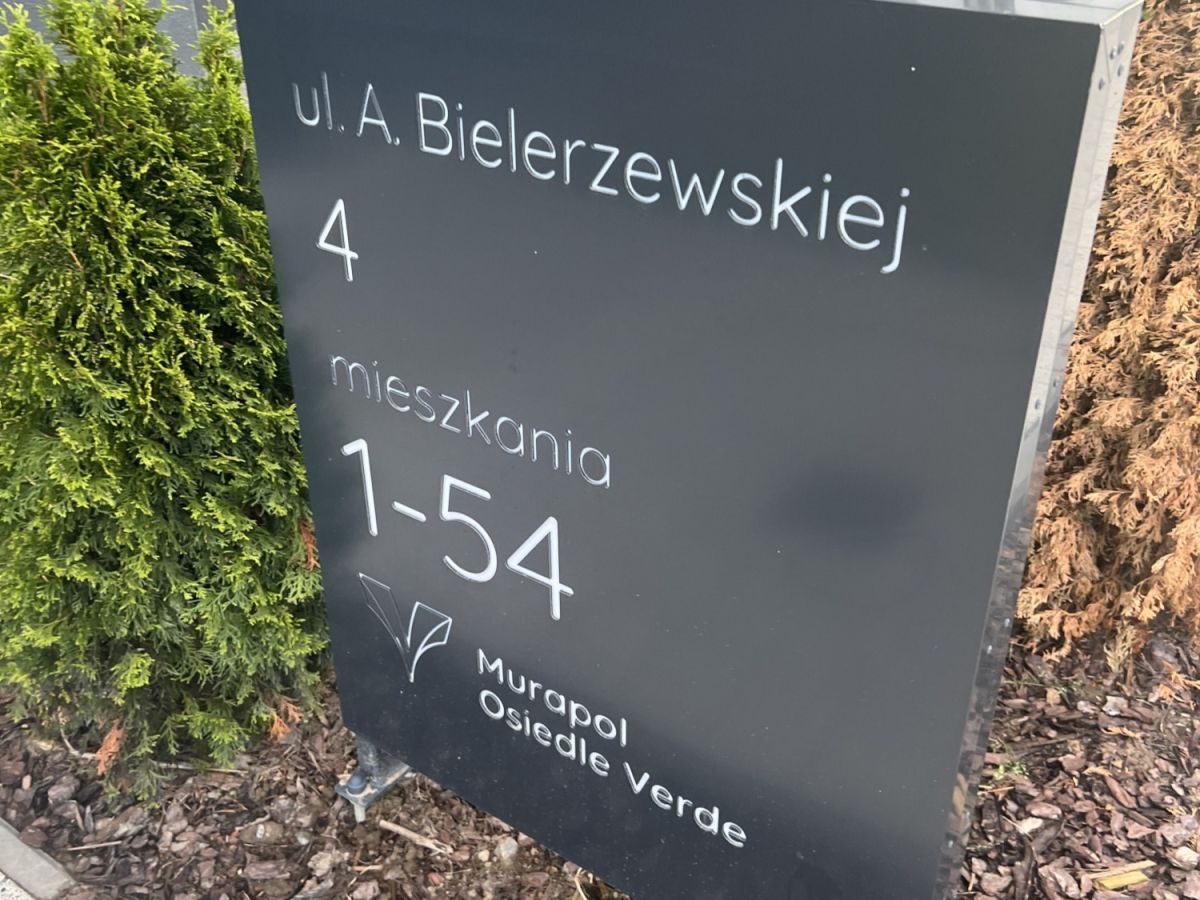 ul. A. Bielerzewskiej
4
mieszkania
1-54
Murapol
Osiedle Verde